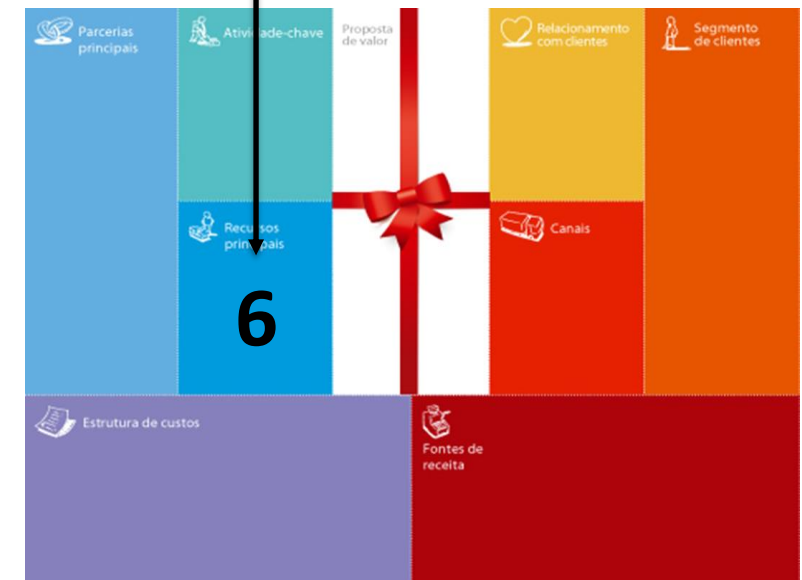 Parcerias
principais
Atividade-chave
Proposta
de valor
Relacionamento
com clientes
Segmento
de clientes
Recursos
principais
6
Canais
Estrutura de custos
Fontes de
receita